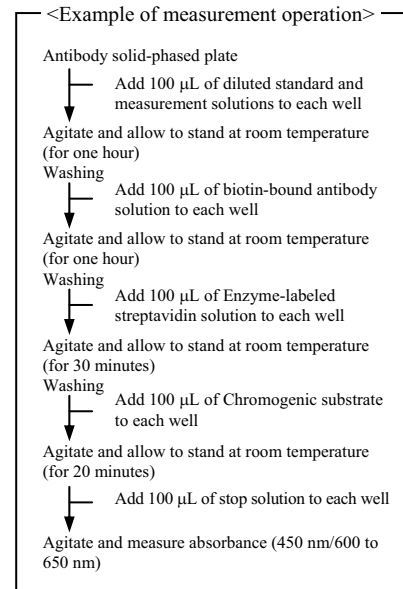 <Example of measurement operation>
Antibody solid-phased plate
Add 100 μL of diluted standard and
measurement solutions to each well
Agitate and allow to stand at room temperature
(for one hour)
Washing
Add 100 μL of biotin-bound antibody
solution to each well
Agitate and allow to stand at room temperature
(for one hour)
Washing
Add 100 μL of Enzyme-labeled
streptavidin solution to each well
Agitate and allow to stand at room temperature
(for 30 minutes)
Washing
Add 100 μL of Chromogenic substrate
to each well
Agitate and allow to stand at room temperature
(for 20 minutes)
Add 100 μL of stop solution to each well
Agitate and measure absorbance (450 nm/600 to
650 nm)